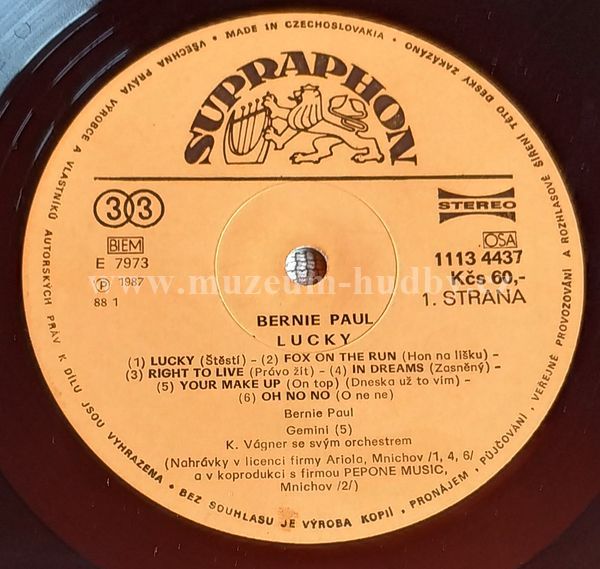 VŠECHNA PRÁVA VÝROBCE A VLASTNÍKŮ AUTORSKÝCH PRÁV K DÍLU JSOU VYHRAZENA • BEZ SOUHLASU JE VÝROBA KOPIÍ, PRONÁJEM, PŮJČOVÁNÍ, VEŘEJNÉ PROVOZOVÁNÍ A ROZHLASOVÉ ŠÍŘENÍ TÉTO DESKY ZAKÁZÁNO • MADE IN CZECHOSLOVAKIA •
SUPRAPHON
33
STEREO
BIEM
OSA
E 7973
1113 4437
Ⓟ 1987
Kčs 60,-
88 1
1. STRANA
www.muzeum-hudby.cz
BERNIE PAUL
LUCKY
(1) LUCKY (Štěstí) – (2) FOX ON THE RUN (Hon na lišku) –
(3) RIGHT TO LIVE (Právo žít) – (4) IN DREAMS (Zasněný) –
(5) YOUR MAKE UP (On top) (Dneska už to vím) –
(6) OH NO NO (O ne ne)
Bernie Paul
Gemini (5)
K. Vágner se svým orchestrem
(Nahrávky v licenci firmy Ariola, Mnichov /1, 4, 6/
a v koprodukci s firmou PEPONE MUSIC,
Mnichov /2/)